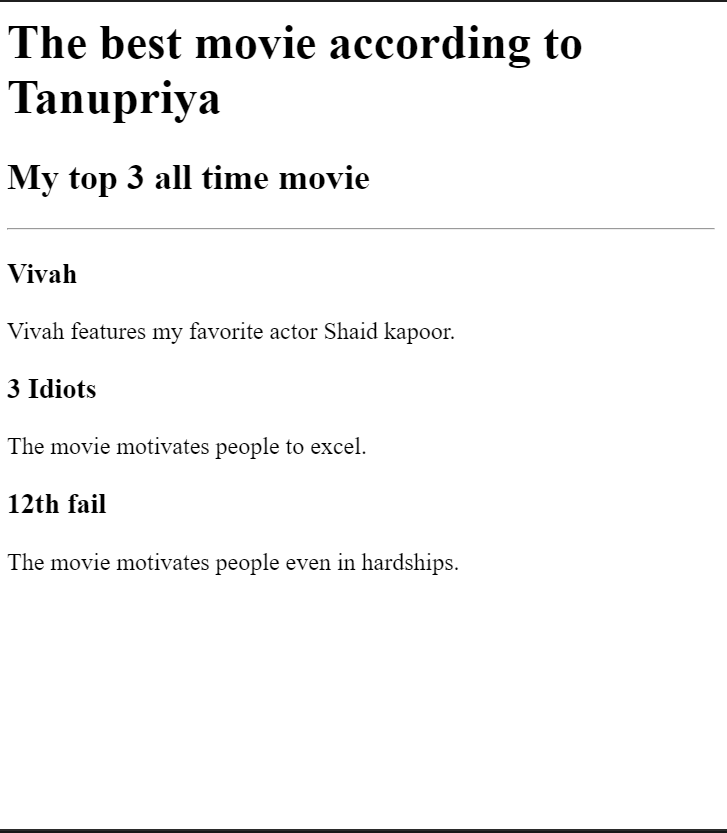 The best movie according to
Tanupriya
My top 3 all time movie
Vivah
Vivah features my favorite actor Shaid kapoor.
3 Idiots
The movie motivates people to excel.
12th fail
The movie motivates people even in hardships.